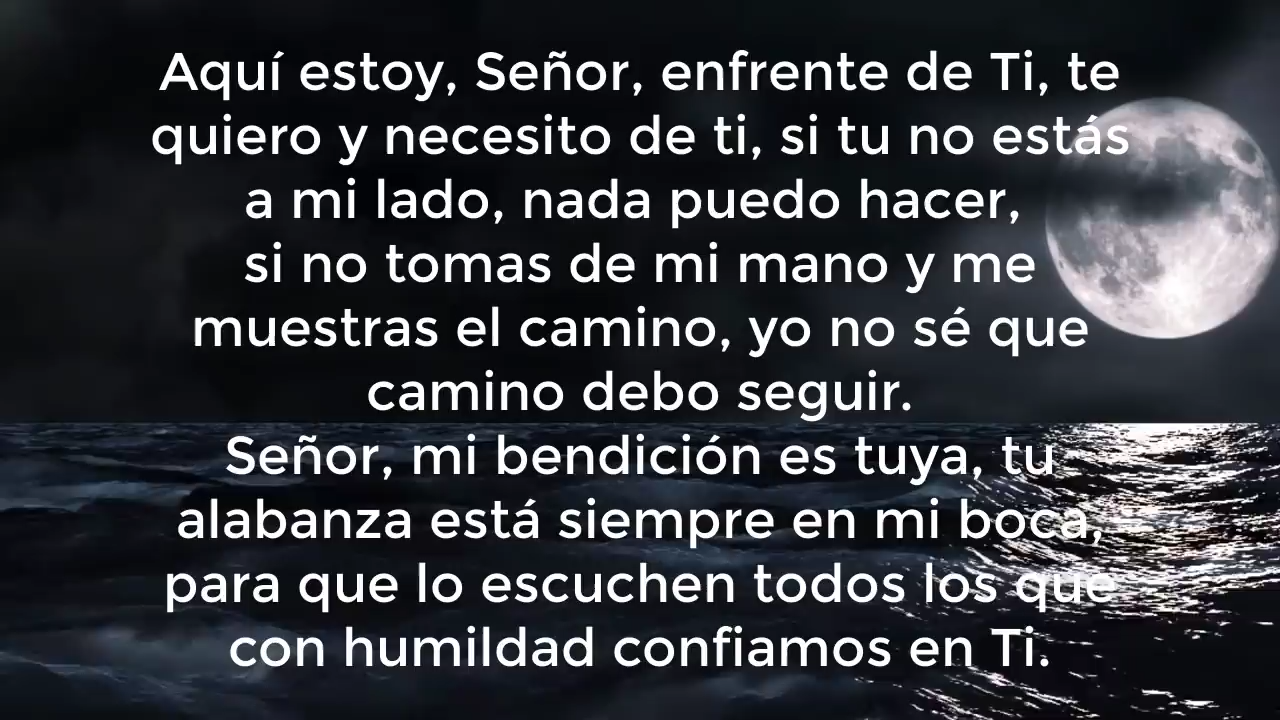 Aquí estoy, Señor, enfrente de Ti, te
quiero y necesito de ti, si tu no estás
a mi lado, nada puedo hacer,
si no tomas de mi mano y me
muestras el camino, yo no sé que
camino debo seguir.
Señor, mi bendición es tuya, tu
alabanza está siempre en mi boca,
para que lo escuchen todos los que
con humildad confiamos en Ti.